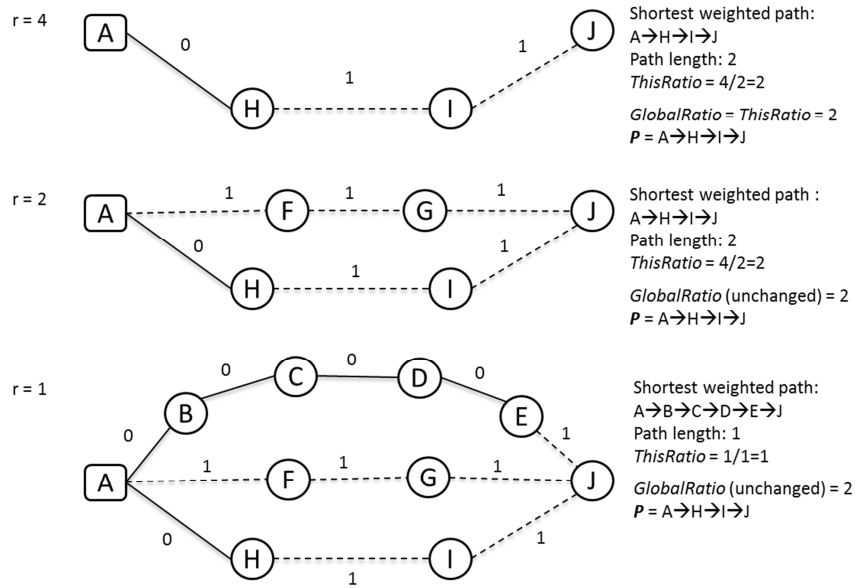 r = 4
A
0
H
1
I
1
J
Shortest weighted path:
A→H→I→J
Path length: 2
ThisRatio = 4/2=2
GlobalRatio = ThisRatio = 2
P = A→H→I→J
r = 2
A
1
F
1
G
1
J
0
H
1
I
1
Shortest weighted path :
A→H→I→J
Path length: 2
ThisRatio = 4/2=2
GlobalRatio (unchanged) = 2
P = A→H→I→J
r = 1
A
0
B
0
C
0
D
0
E
1
J
1
F
1
G
1
0
H
1
I
1
Shortest weighted path:
A→B→C→D→E→J
Path length: 1
ThisRatio = 1/1=1
GlobalRatio (unchanged) = 2
P = A→H→I→J